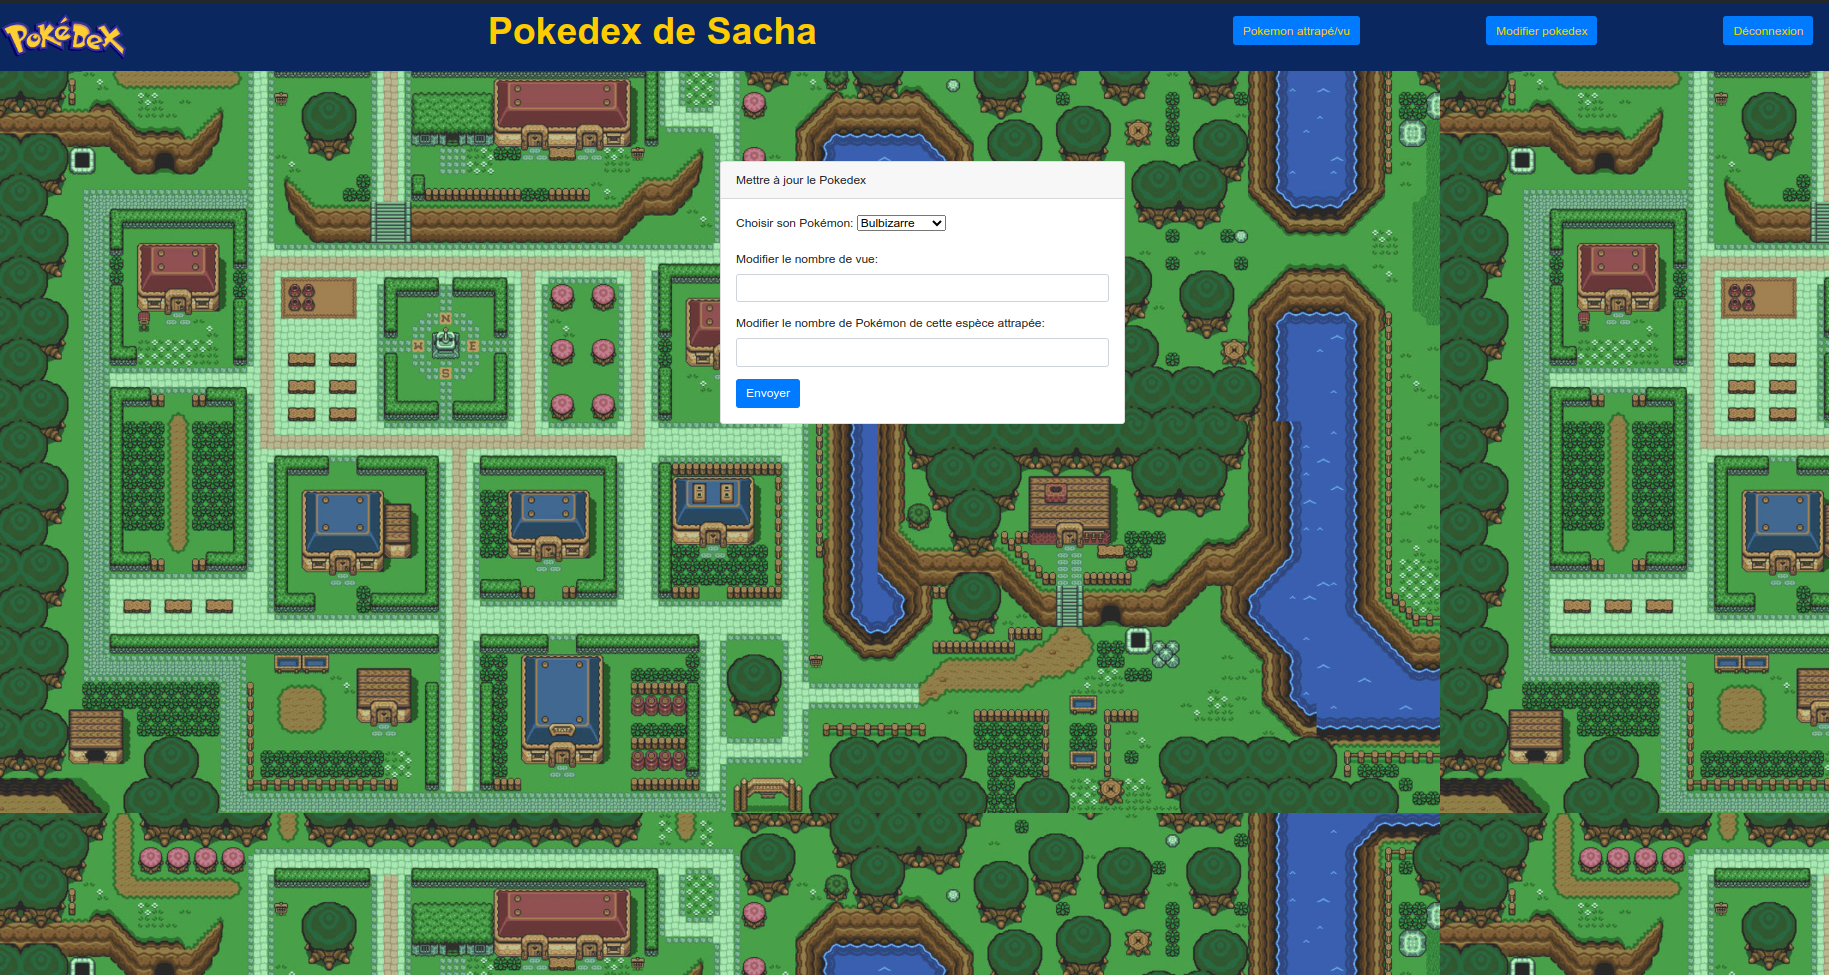 PoKéDeX
Pokedex de Sacha
Pokemon attrapé/vu
Modifier pokedex
Déconnexion
Mettre à jour le Pokedex
Choisir son Pokémon: Bulbizarre
Modifier le nombre de vue:
Modifier le nombre de Pokémon de cette espèce attrapée:
Envoyer
N
W E
S